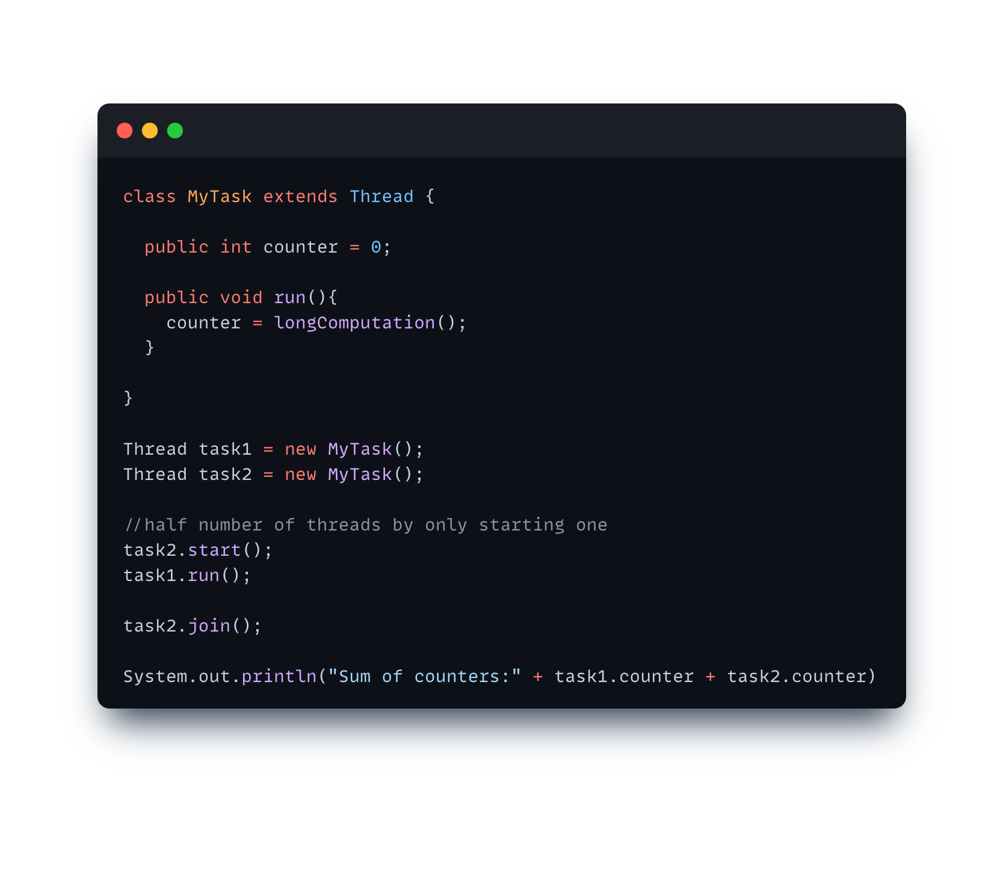 class MyTask extends Thread {
public int counter = 0;
public void run(){
counter = longComputation();
}
}
Thread task1 = new MyTask();
Thread task2 = new MyTask();
//half number of threads by only starting one
task2.start();
task1.run();
task2.join();
System.out.println("Sum of counters:" + task1.counter + task2.counter)